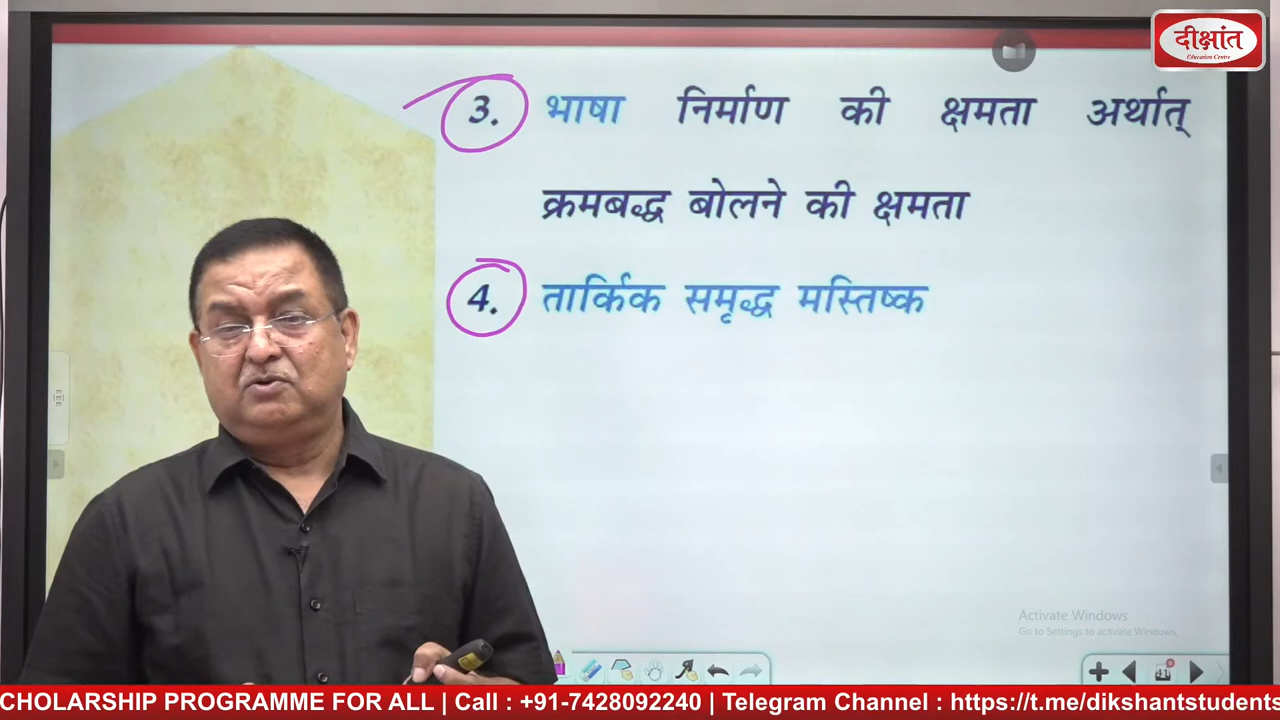 दीक्षांत
Education Centre
3. भाषा निर्माण की क्षमता अर्थात्
क्रमबद्ध बोलने की क्षमता
4. तार्किक समृद्ध मस्तिष्क
Activate Windows
Go to Settings to activate Windows.
41
CHOLARSHIP PROGRAMME FOR ALL | Call : +91-7428092240 | Telegram Channel : https://t.me/dikshantstudents